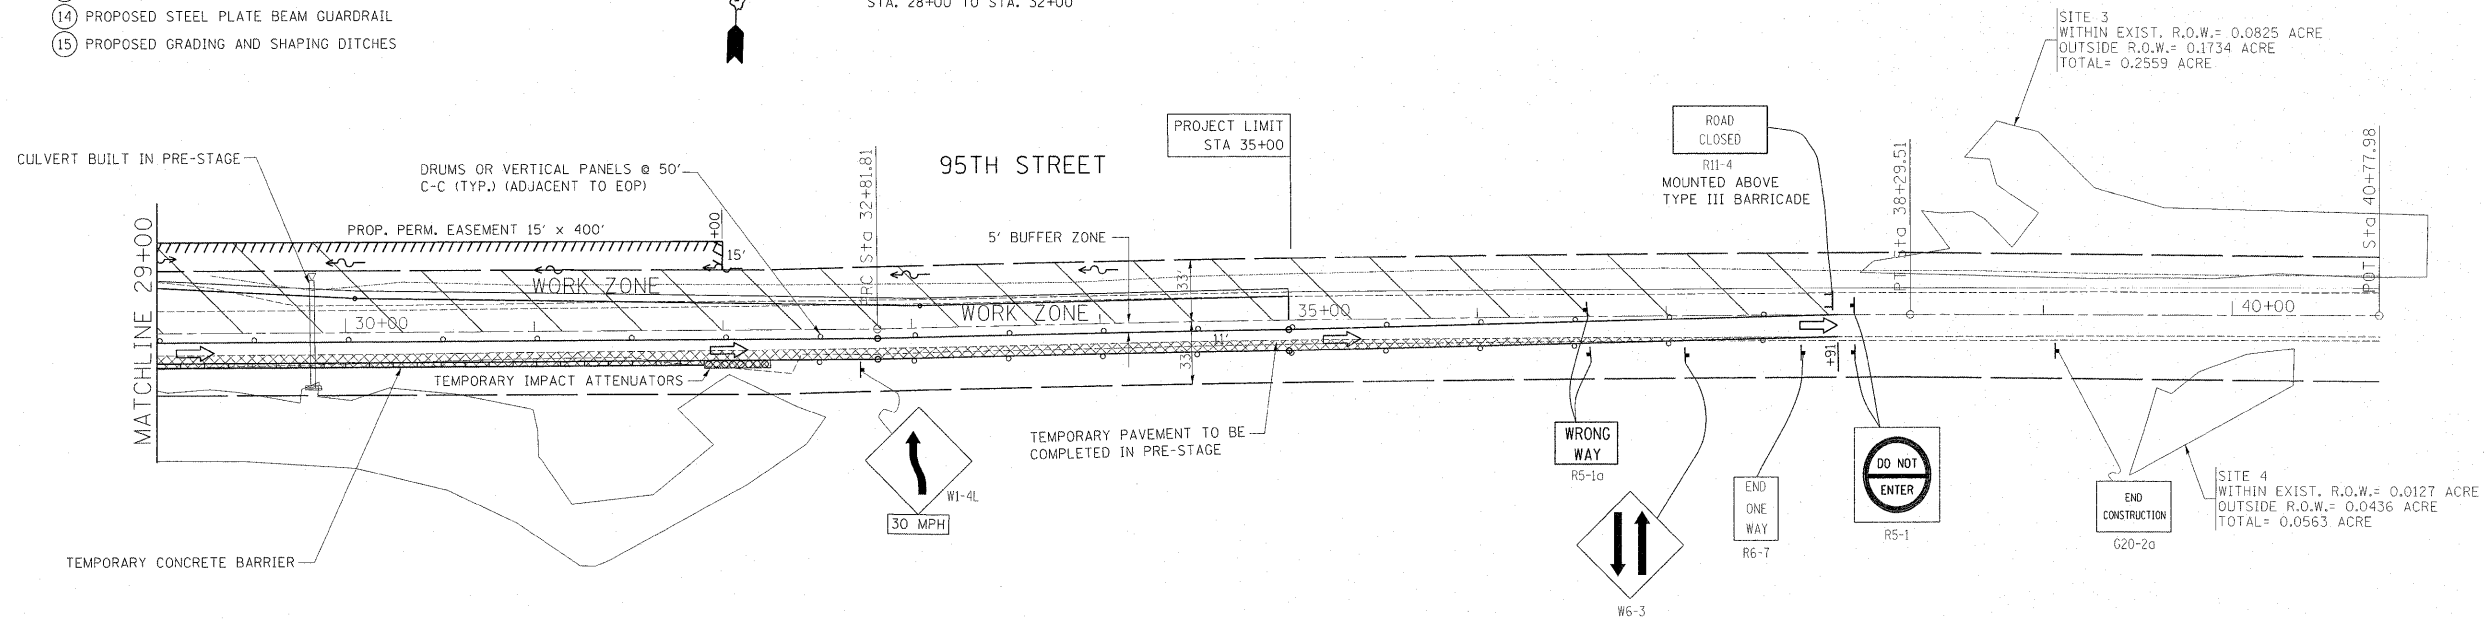 STA. 28+00 TO STA. 32+00
14 PROPOSED STEEL PLATE BEAM GUARDRAIL
15 PROPOSED GRADING AND SHAPING DITCHES
SITE 3
WITHIN EXIST. R.O.W.= 0.0825 ACRE
OUTSIDE R.O.W.= 0.1734 ACRE
TOTAL= 0.2559 ACRE
CULVERT BUILT IN PRE-STAGE
DRUMS OR VERTICAL PANELS @ 50'
C-C (TYP.) (ADJACENT TO EOP)
PRC Sta 32+81.81
95TH STREET
PROJECT LIMIT
STA 35+00
ROAD
CLOSED
R11-4
MOUNTED ABOVE
TYPE III BARRICADE
PT Sta 38+29.51
POT Sta 40+77.98
MATCHLINE 29+00
PROP. PERM. EASEMENT 15' x 400'
+00
15'
5' BUFFER ZONE
33'
WORK ZONE
WORK ZONE
30+00
35+00
40+00
11'
33'
+91
TEMPORARY IMPACT ATTENUATORS
W1-4L
30 MPH
TEMPORARY PAVEMENT TO BE
COMPLETED IN PRE-STAGE
WRONG
WAY
R5-1a
W6-3
END
ONE
WAY
R6-7
DO NOT
ENTER
R5-1
END
CONSTRUCTION
G20-2a
SITE 4
WITHIN EXIST. R.O.W.= 0.0127 ACRE
OUTSIDE R.O.W.= 0.0436 ACRE
TOTAL= 0.0563 ACRE
TEMPORARY CONCRETE BARRIER